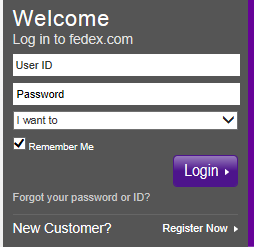 Welcome
Log in to fedex.com
User ID
Password
I want to
Remember Me
Login
Forgot your password or ID?
New Customer? Register Now